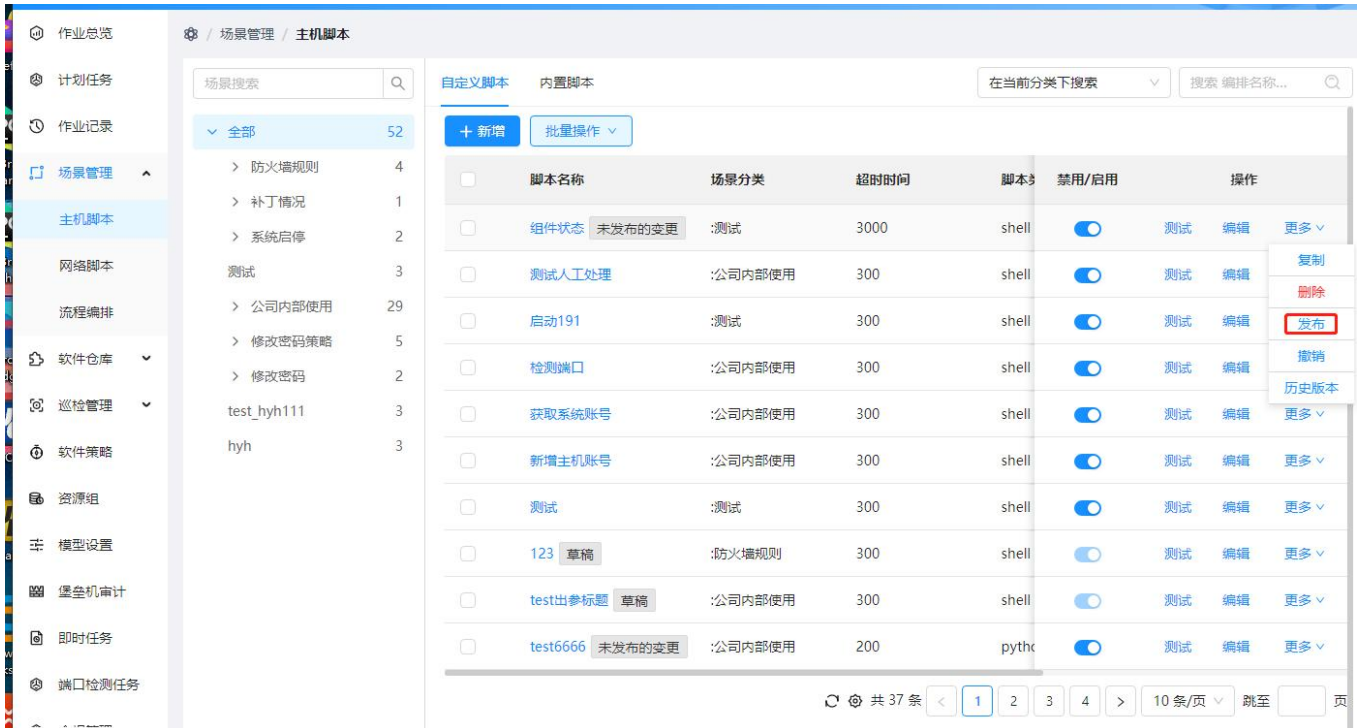 作业总览
计划任务
作业记录
场景管理
主机脚本
网络脚本
流程编排
软件仓库
巡检管理
软件策略
资源组
模型设置
堡垒机审计
即时任务
端口检测任务
/ 场景管理 / 主机脚本
场景搜索
全部 52
防火墙规则 4
补丁情况 1
系统启停 2
测试 3
公司内部使用 29
修改密码策略 5
修改密码 2
test_hyh111 3
hyh 3
自定义脚本 内置脚本 在当前分类下搜索 搜索 编排名称...
+ 新增 批量操作
脚本名称 场景分类 超时时间 脚本 禁用/启用 操作
组件状态 未发布的变更 :测试 3000 shell 测试 编辑 更多
测试人工处理 :公司内部使用 300 shell 测试 编辑
启动191 :测试 300 shell 测试 编辑
检测端口 :公司内部使用 300 shell 测试 编辑
获取系统账号 :公司内部使用 300 shell 测试 编辑 更多
新增主机账号 :公司内部使用 300 shell 测试 编辑 更多
测试 :测试 300 shell 测试 编辑 更多
123 草稿 :防火墙规则 300 shell 测试 编辑 更多
test出参标题 草稿 :公司内部使用 300 shell 测试 编辑 更多
test6666 未发布的变更 :公司内部使用 200 pytho 测试 编辑 更多
复制
删除
发布
撤销
历史版本
共 37 条 < 1 2 3 4 > 10 条/页 跳至 页